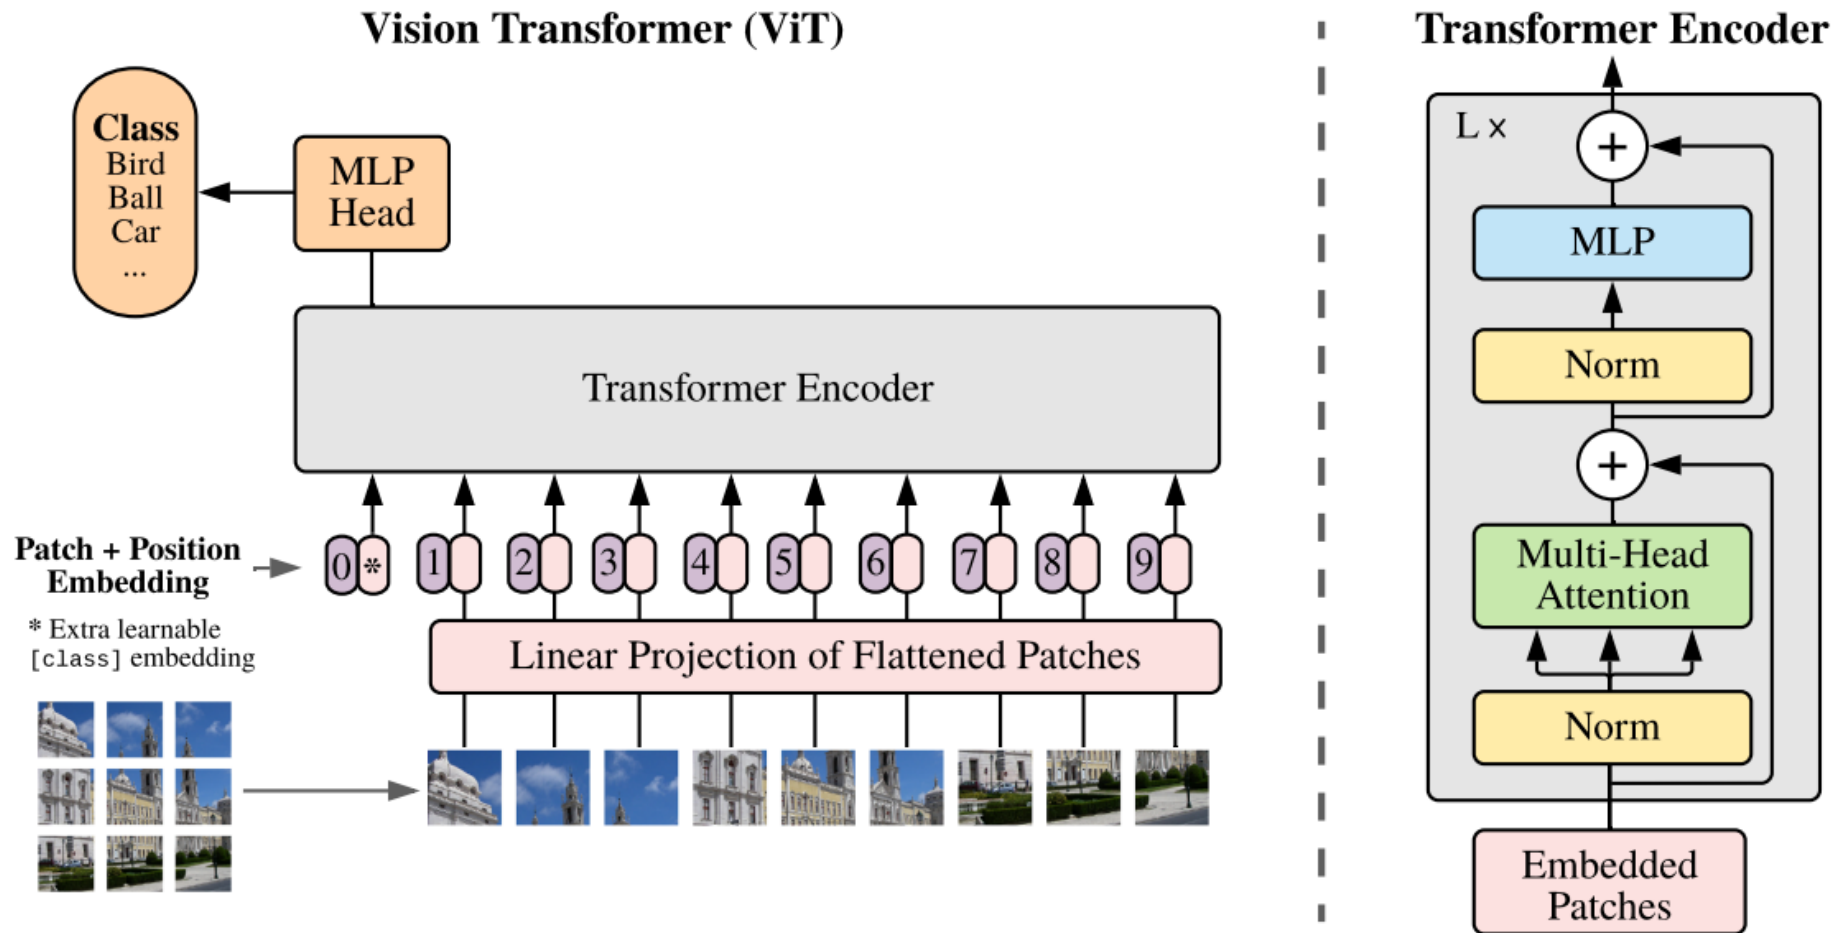 Vision Transformer (ViT)
Class
Bird
Ball
Car
...
MLP
Head
Transformer Encoder
Patch + Position
Embedding
* Extra learnable
[class] embedding
0 * 1 2 3 4 5 6 7 8 9
Linear Projection of Flattened Patches
Transformer Encoder
L ×
+
MLP
Norm
+
Multi-Head
Attention
Norm
Embedded
Patches